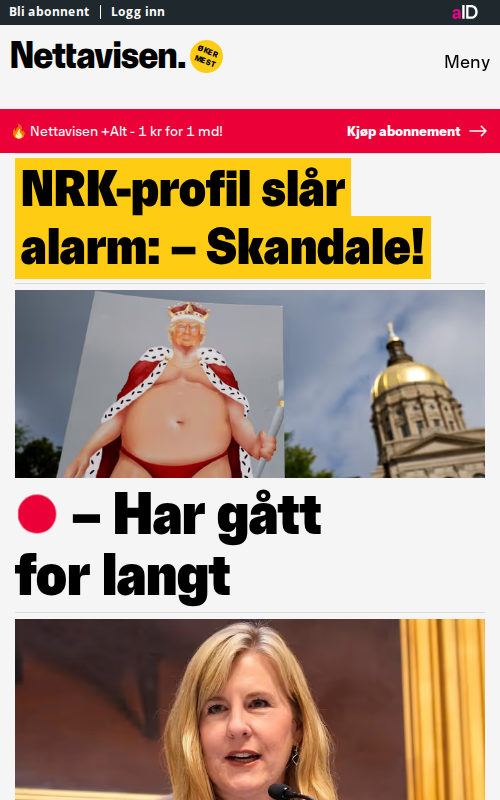 Bli abonnent | Logg inn
aID
Nettavisen.
ØKER
MEST
Meny
🔥 Nettavisen +Alt - 1 kr for 1 md!
Kjøp abonnement →
NRK-profil slår
alarm: – Skandale!
– Har gått
for langt